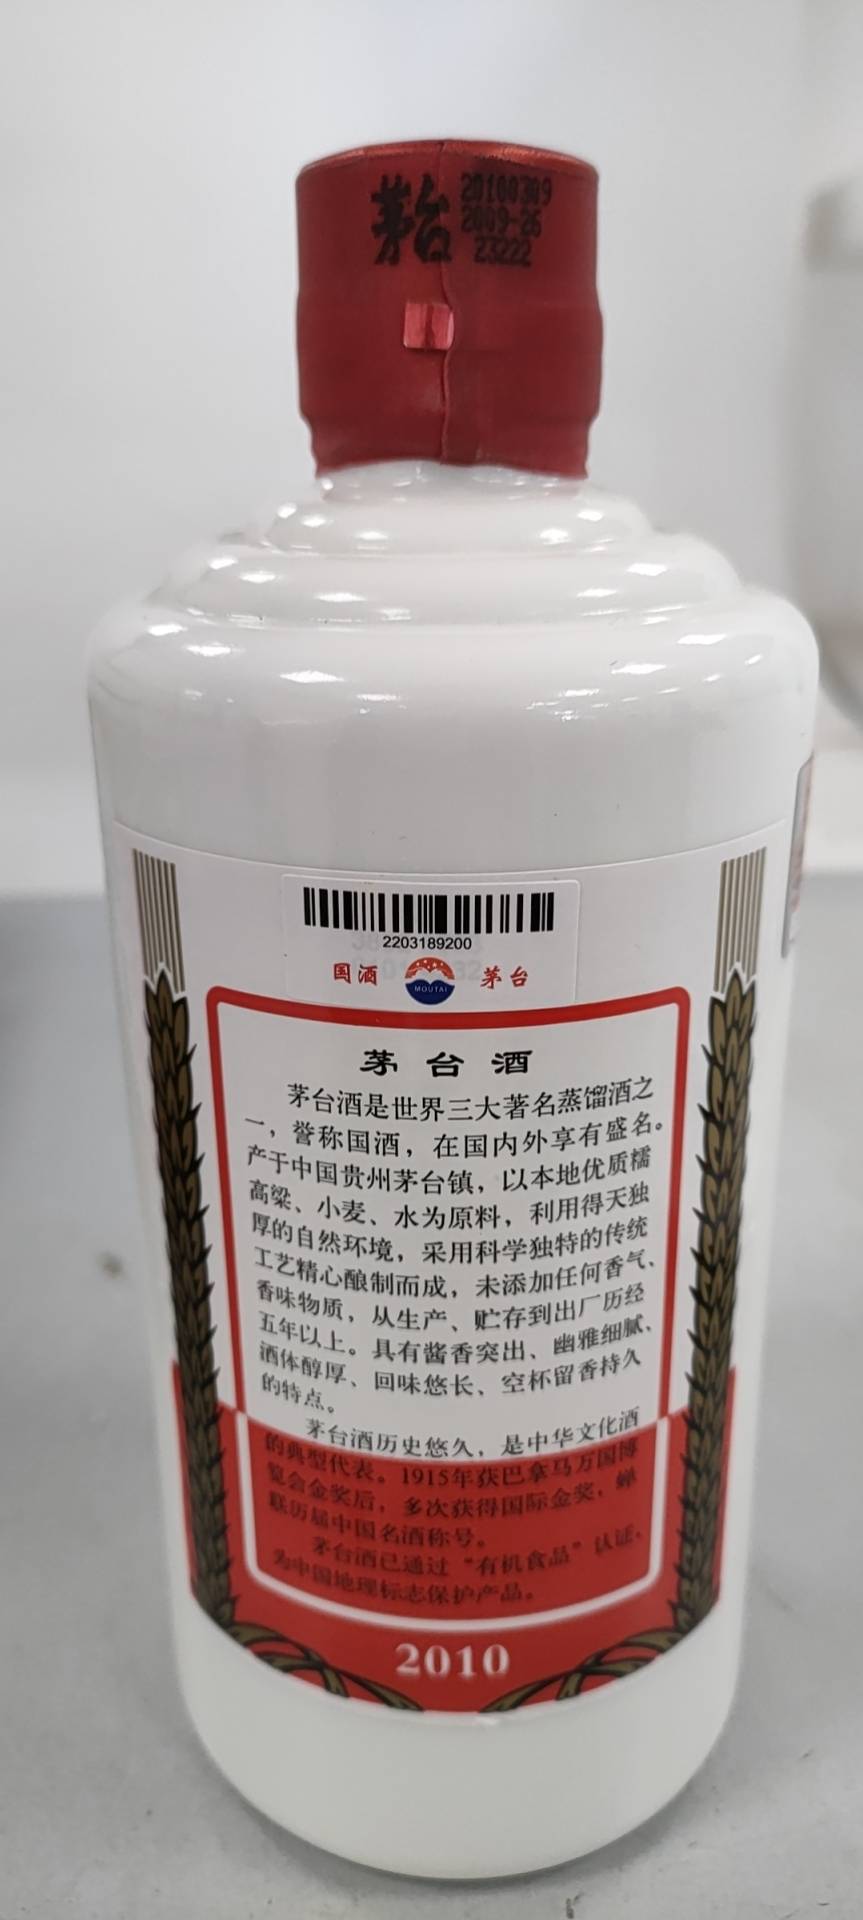 茅台
20100309
2009-26
23222
2203189200
国酒
MOUTAI
茅台
茅台酒
茅台酒是世界三大著名蒸馏酒之
一，誉称国酒，在国内外享有盛名。
产于中国贵州茅台镇，以本地优质糯
高粱、小麦、水为原料，利用得天独
厚的自然环境，采用科学独特的传统
工艺精心酿制而成，未添加任何香气、
香味物质，从生产、贮存到出厂历经
五年以上。具有酱香突出、幽雅细腻、
酒体醇厚、回味悠长、空杯留香持久
的特点。
茅台酒历史悠久，是中华文化酒
的典型代表。1915年获巴拿马万国博
览会金奖后，多次获得国际金奖，蝉
联历届中国名酒称号。
茅台酒已通过“有机食品”认证，
为中国地理标志保护产品。
2010